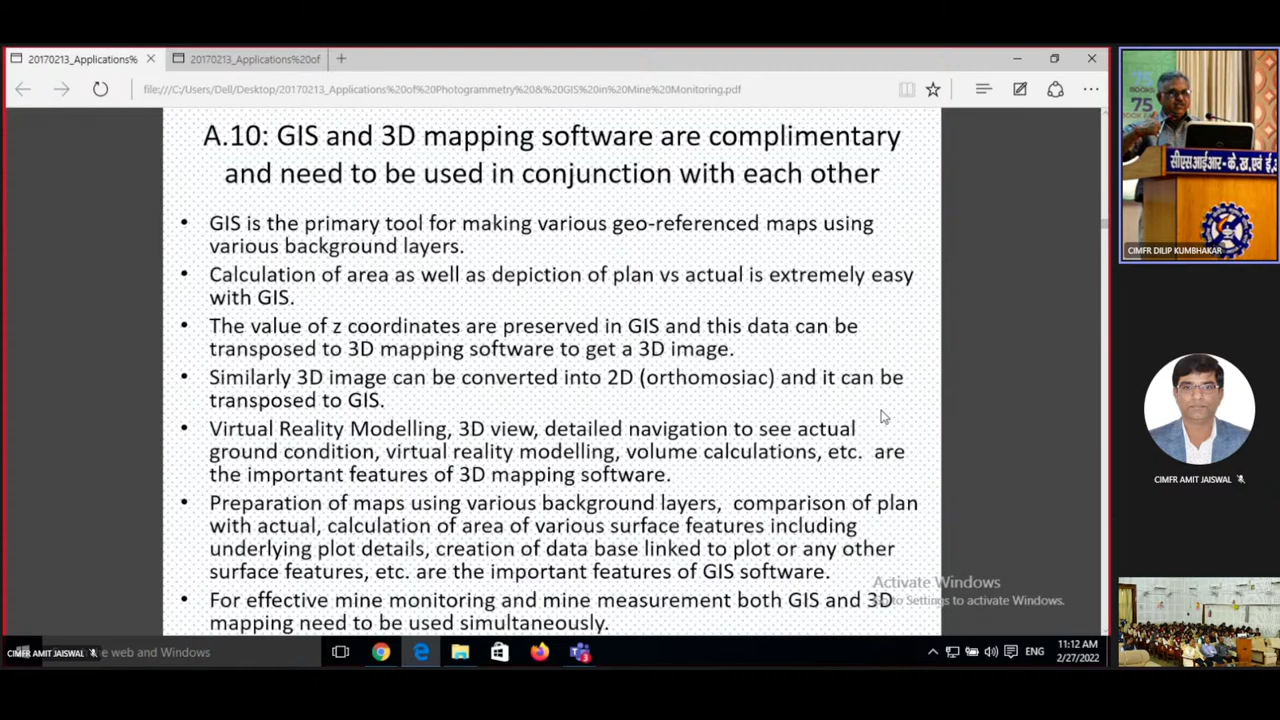 20170213_Applications%
20170213_Applications%20of
file:///C:/Users/Dell/Desktop/20170213_Applications%20of%20Photogrammetry%20&%20GIS%20in%20Mine%20Monitoring.pdf
A.10: GIS and 3D mapping software are complimentary
and need to be used in conjunction with each other
• GIS is the primary tool for making various geo-referenced maps using
various background layers.
• Calculation of area as well as depiction of plan vs actual is extremely easy
with GIS.
• The value of z coordinates are preserved in GIS and this data can be
transposed to 3D mapping software to get a 3D image.
• Similarly 3D image can be converted into 2D (orthomosiac) and it can be
transposed to GIS.
• Virtual Reality Modelling, 3D view, detailed navigation to see actual
ground condition, virtual reality modelling, volume calculations, etc. are
the important features of 3D mapping software.
• Preparation of maps using various background layers, comparison of plan
with actual, calculation of area of various surface features including
underlying plot details, creation of data base linked to plot or any other
surface features, etc. are the important features of GIS software.
• For effective mine monitoring and mine measurement both GIS and 3D
mapping need to be used simultaneously.
Activate Windows
to Settings to activate Windows.
CIMFR AMIT JAISWAL
web and Windows
3
ENG
11:12 AM
2/27/2022
75
BOOKS
75
सीएसआईआर-के.ख.एवं ई.
CIMFR DILIP KUMBHAKAR
CIMFR AMIT JAISWAL